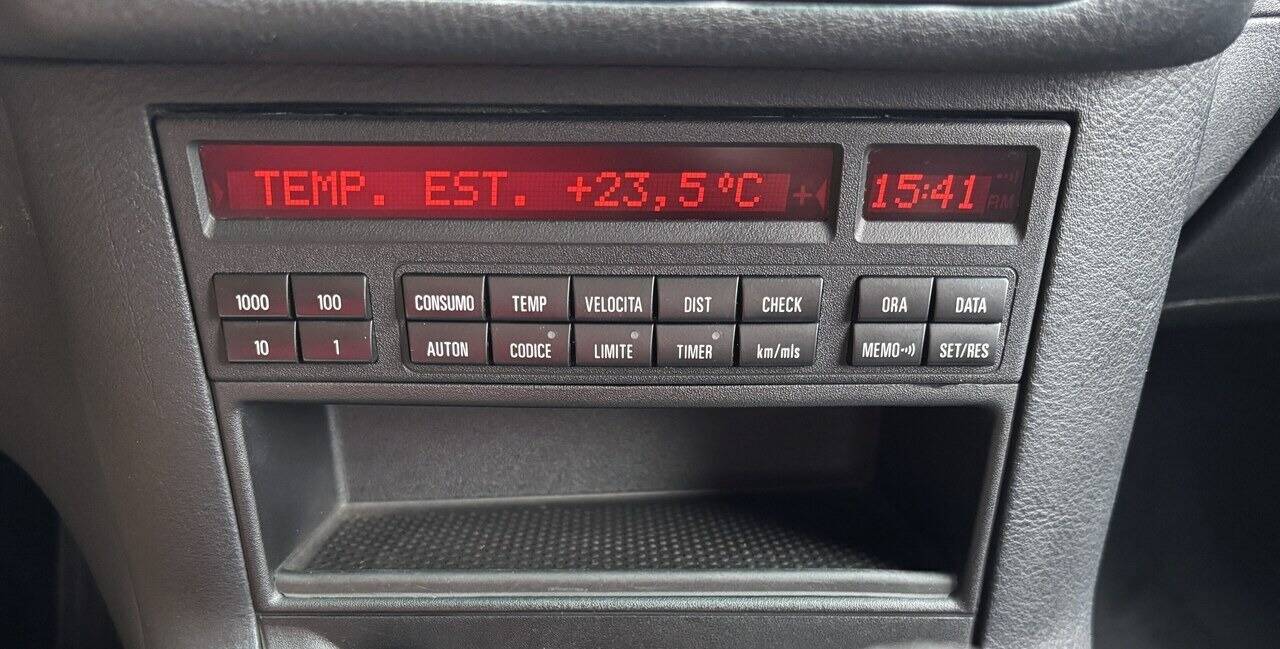 TEMP. EST. +23,5ºC + 15:41
1000 100 CONSUMO TEMP VELOCITA DIST CHECK ORA DATA
10 1 AUTON CODICE LIMITE TIMER km/mls MEMO SET/RES